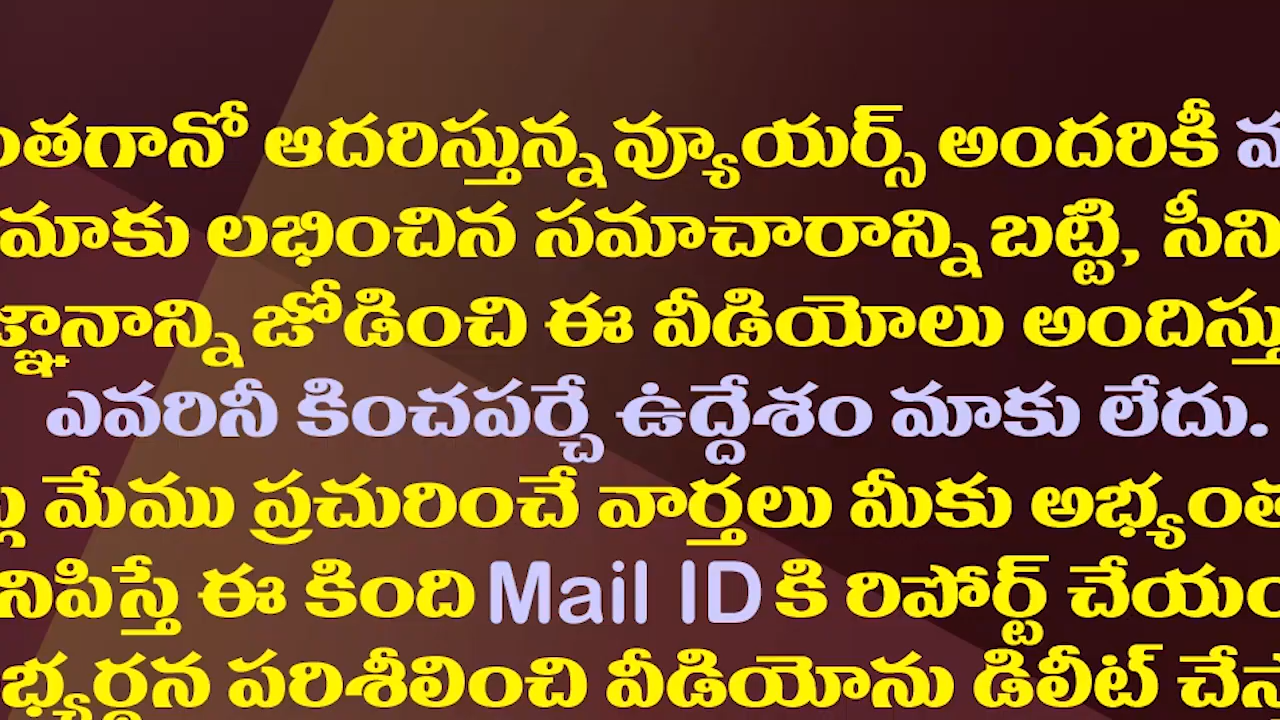 ఆదరిస్తున్న వ్యూయర్స్ అందరికీ
మాకు లభించిన సమాచారాన్ని బట్టి,
జోడించి ఈ వీడియోలు
ఎవరినీ కించపర్చే ఉద్దేశం మాకు లేదు.
మేము ప్రచురించే వార్తలు మీకు
ఈ కింది Mail ID కి రిపోర్ట్
పరిశీలించి వీడియోను డిలీట్